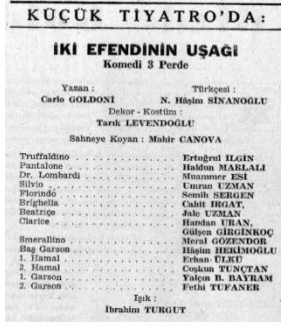 KÜÇÜK TİYATRO'DA:
İKİ EFENDİNİN UŞAĞI
Komedi 3 Perde
Yazan : Türkçesi :
Carlo GOLDONİ N. Hâşim SİNANOĞLU
Dekor - Kostüm :
Tarık LEVENDOĞLU
Sahneye Koyan : Mahir CANOVA
Truffaldino . . . . . . . . . . Ertuğrul İLGİN
Pantalone . . . . . . . . . . Haldun MARLALI
Dr. Lombardi . . . . . . . . . . Muammer ESİ
Silvio . . . . . . . . . . Umran UZMAN
Florindo . . . . . . . . . . Semih SERGEN
Brighella . . . . . . . . . . Cahit IRGAT,
Beatriçe . . . . . . . . . . Jale UZMAN
Clarice . . . . . . . . . . Handan URAN,
Gülşen GİRGİNKOÇ
Smerallino . . . . . . . . . . Meral GÖZENDOR
Baş Garson . . . . . . . . . . Hâşim HEKİMOĞLU
1. Hamal . . . . . . . . . . Erhan ÜLKÜ
2. Hamal . . . . . . . . . . Coşkun TUNÇTAN
1. Garson . . . . . . . . . . Yalçın B. BAYRAM
2. Garson . . . . . . . . . . Fethi TUFANER
Işık :
İbrahim TURGUT